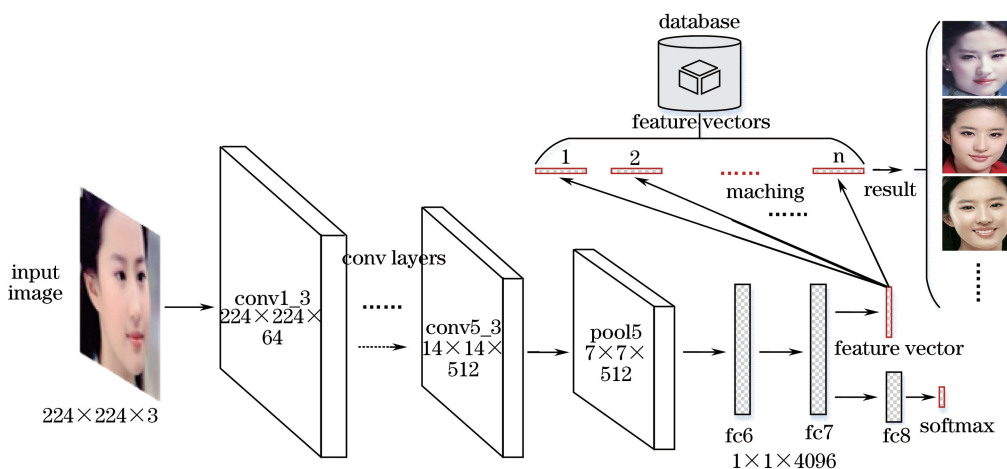 database
feature vectors
1
2
n
......
maching
......
result
input
image
224×224×3
conv1_3
224×224×
64
conv layers
......
conv5_3
14×14×
512
pool5
7×7×
512
fc6
fc7
1×1×4096
feature vector
fc8
softmax